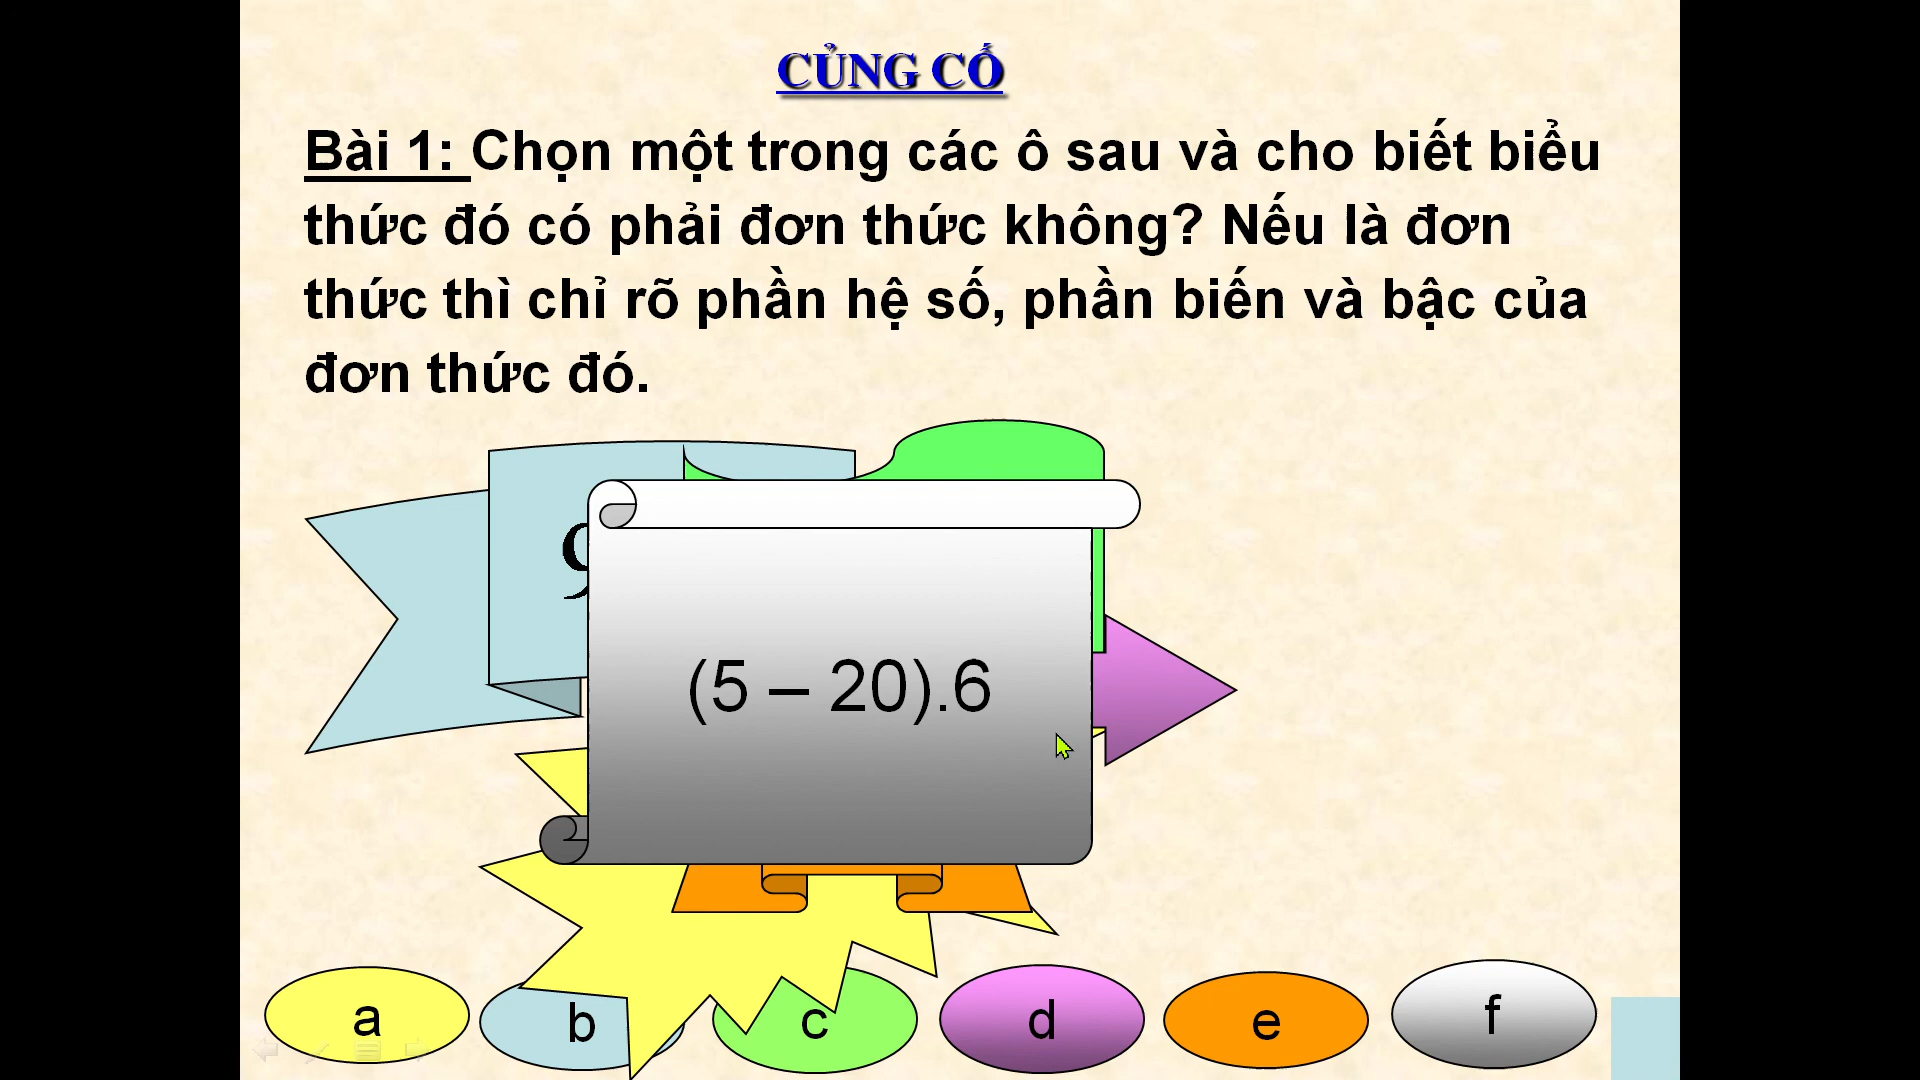 CỦNG CỐ
Bài 1: Chọn một trong các ô sau và cho biết biểu
thức đó có phải đơn thức không? Nếu là đơn
thức thì chỉ rõ phần hệ số, phần biến và bậc của
đơn thức đó.
(5 – 20).6
a b c d e f